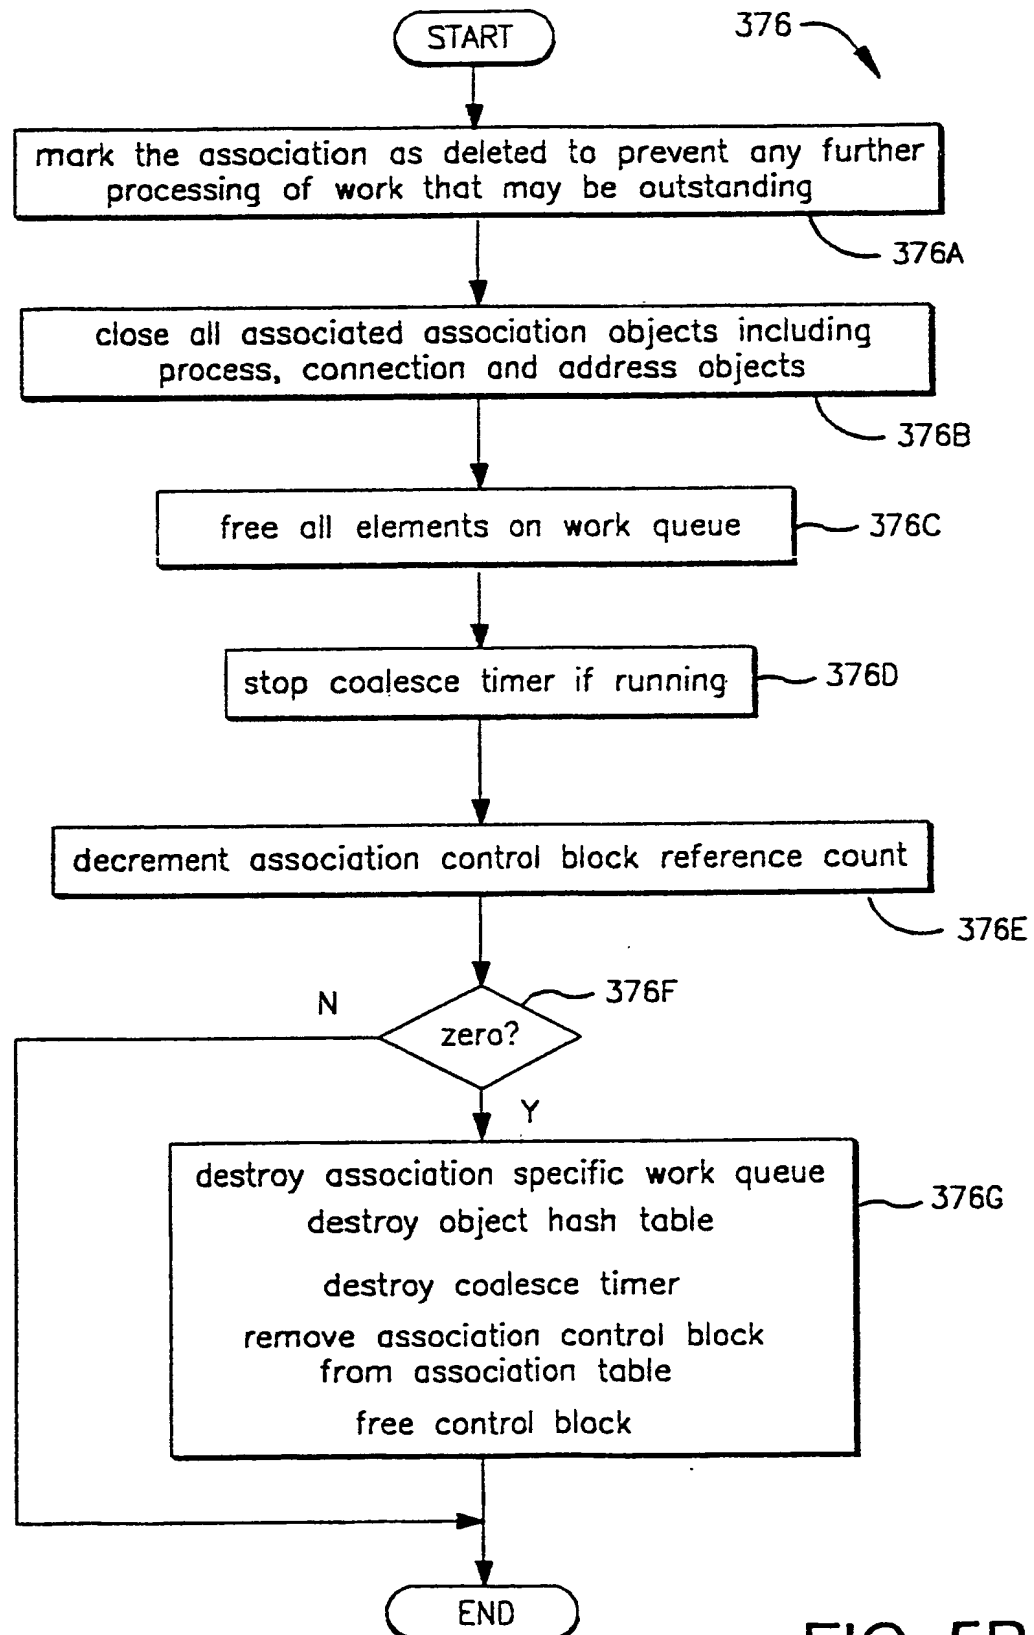 START
376
mark the association as deleted to prevent any further
processing of work that may be outstanding
376A
close all associated association objects including
process, connection and address objects
376B
free all elements on work queue
376C
stop coalesce timer if running
376D
decrement association control block reference count
376E
376F
N
zero?
Y
destroy association specific work queue
destroy object hash table
destroy coalesce timer
remove association control block
from association table
free control block
376G
END